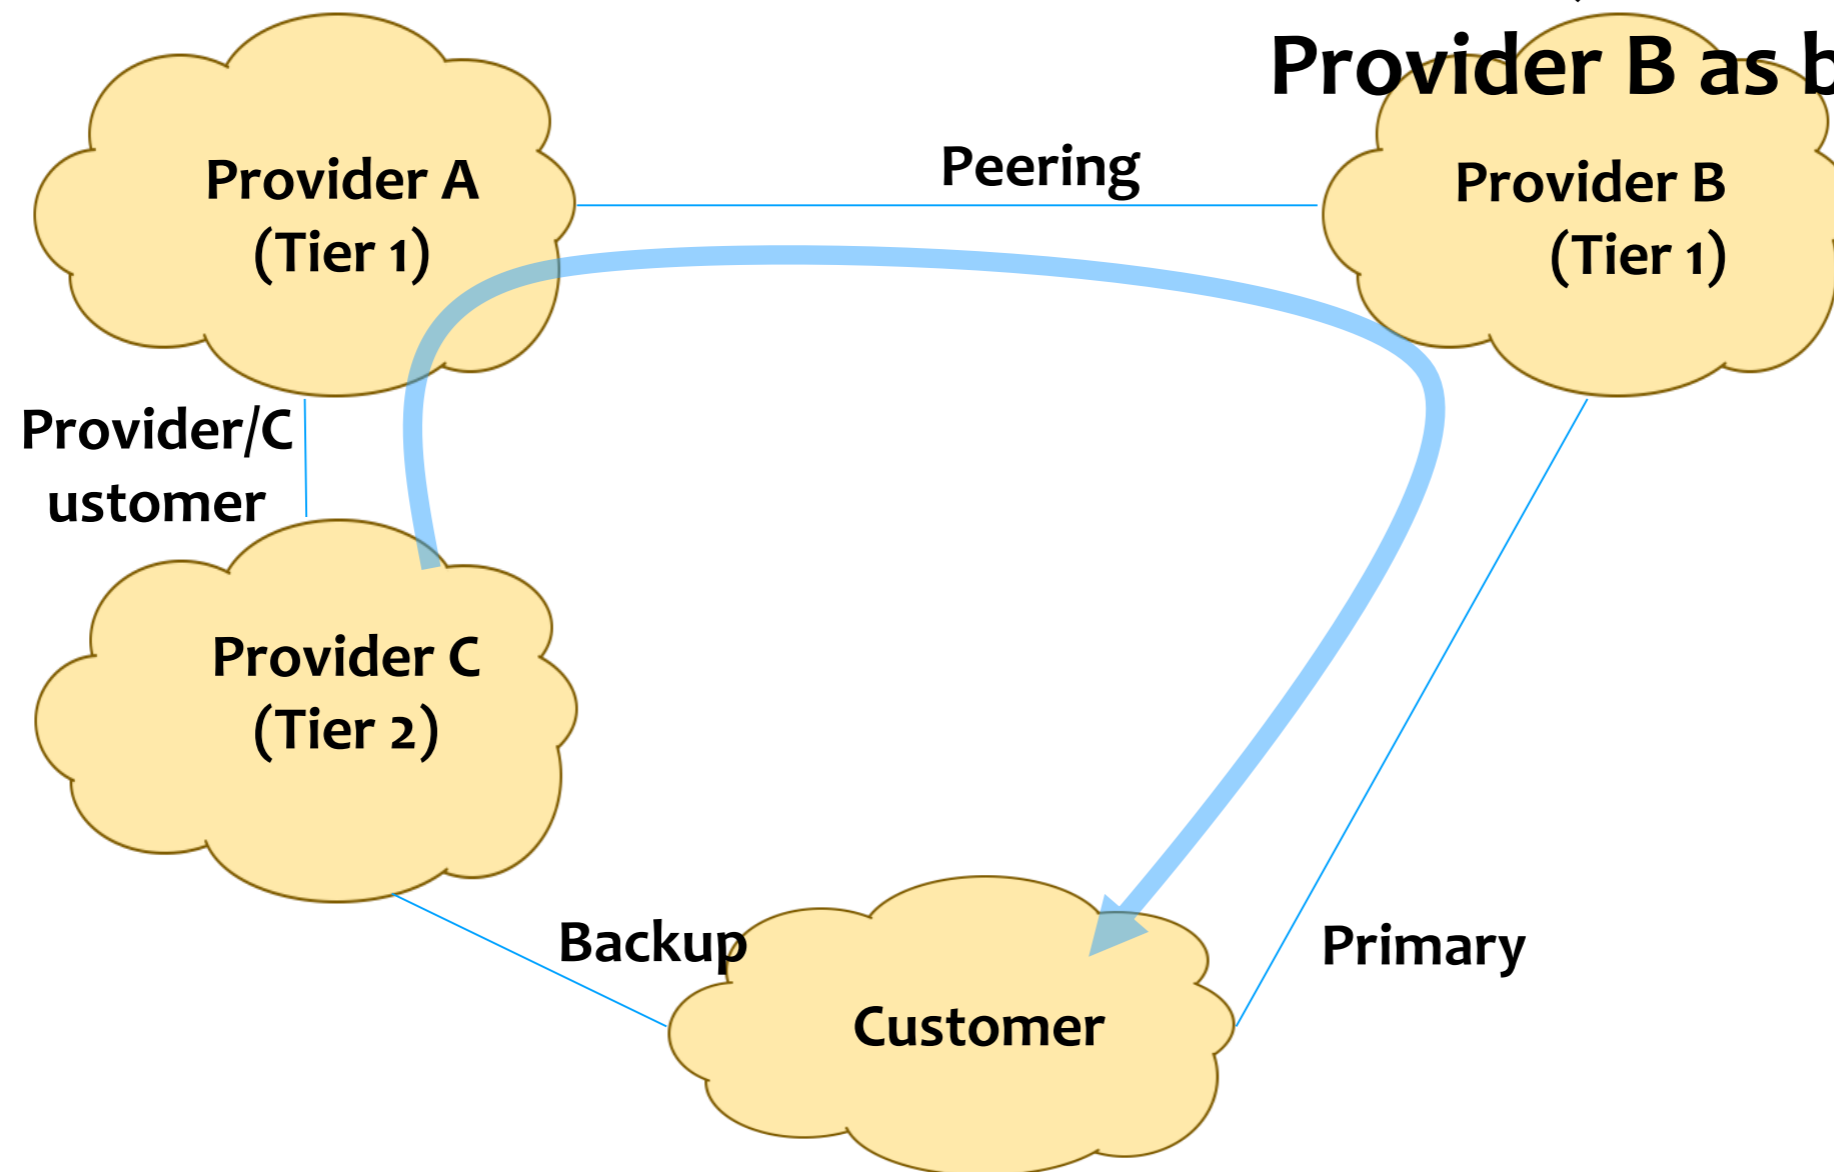 Provider B as b
Peering
Provider A
(Tier 1)
Provider B
(Tier 1)
Provider/C
ustomer
Provider C
(Tier 2)
Backup
Primary
Customer